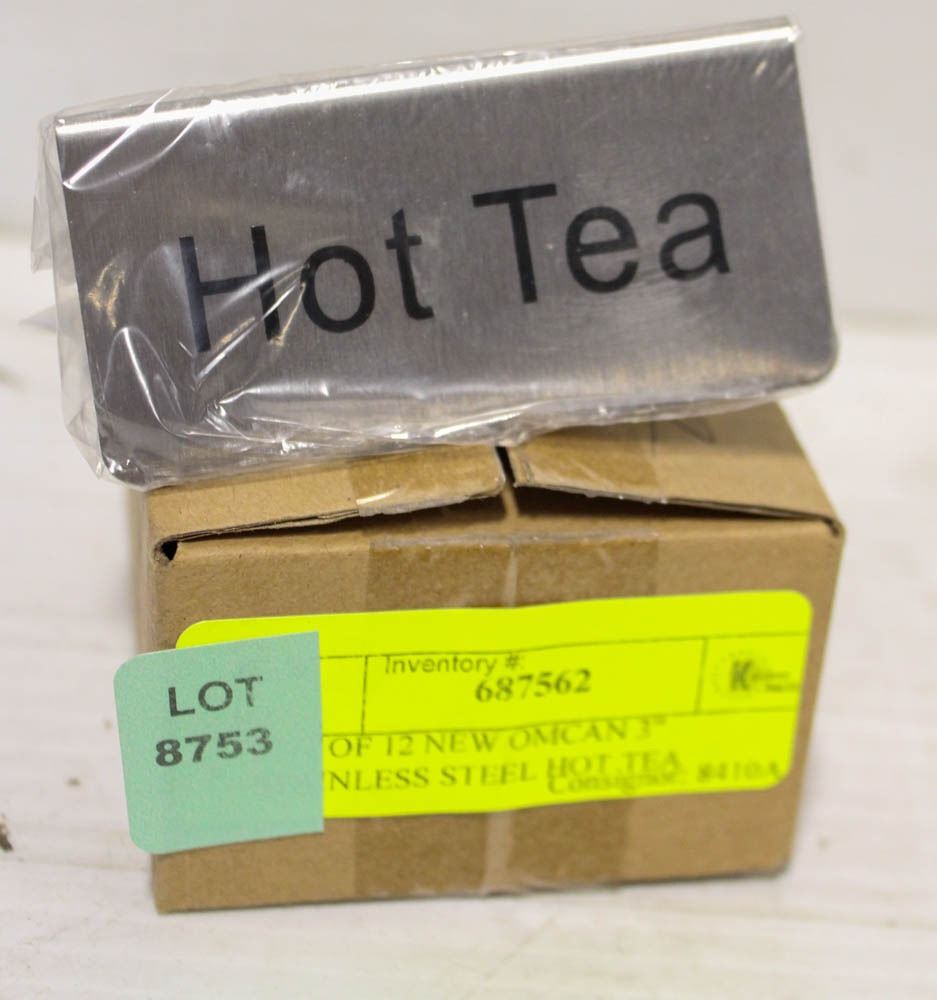 Hot Tea
LOT
8753
Inventory #:
687562
OF 12 NEW OMCAN 3"
NLESS STEEL HOT TEA
Consignor: 8410A